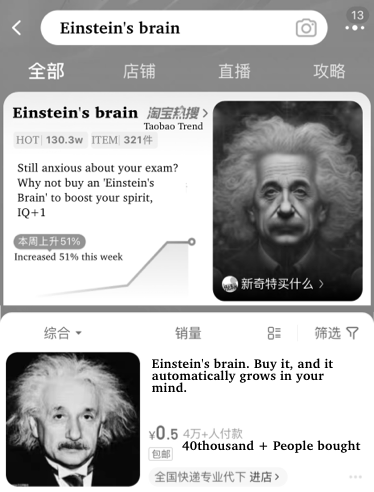 13
Einstein's brain
全部 店铺 直播 攻略
Einstein's brain 淘宝热搜
Taobao Trend
HOT 130.3w ITEM 321件
Still anxious about your exam?
Why not buy an 'Einstein's
Brain' to boost your spirit,
IQ+1
本周上升51%
Increased 51% this week
新奇特买什么
综合 销量 筛选
Einstein's brain. Buy it, and it
automatically grows in your
mind.
¥0.5 4万+人付款
包邮 40thousand + People bought
全国快递专业代下 进店